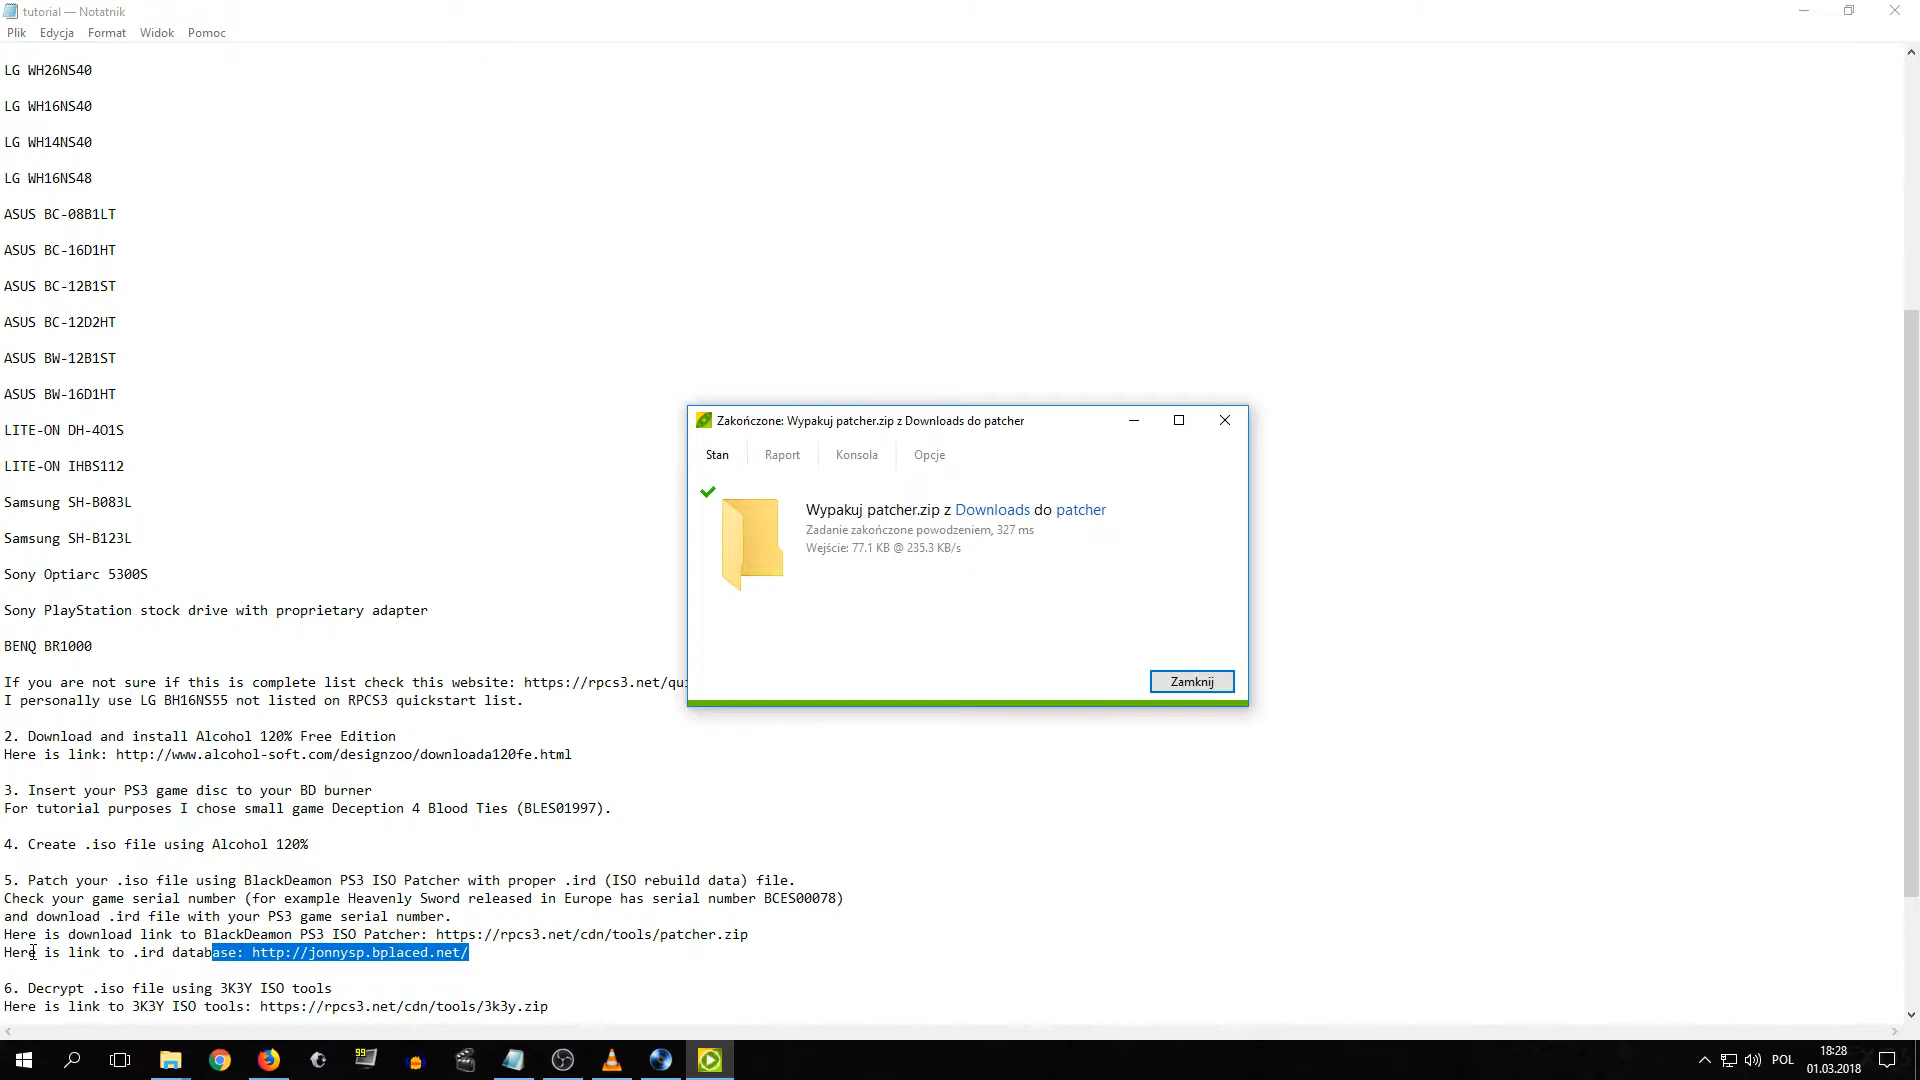 tutorial — Notatnik
Plik Edycja Format Widok Pomoc
LG WH26NS40
LG WH16NS40
LG WH14NS40
LG WH16NS48
ASUS BC-08B1LT
ASUS BC-16D1HT
ASUS BC-12B1ST
ASUS BC-12D2HT
ASUS BW-12B1ST
ASUS BW-16D1HT
LITE-ON DH-4O1S
LITE-ON IHBS112
Samsung SH-B083L
Samsung SH-B123L
Sony Optiarc 5300S
Sony PlayStation stock drive with proprietary adapter
BENQ BR1000
If you are not sure if this is complete list check this website: https://rpcs3.net/qu
I personally use LG BH16NS55 not listed on RPCS3 quickstart list.
2. Download and install Alcohol 120% Free Edition
Here is link: http://www.alcohol-soft.com/designzoo/downloada120fe.html
3. Insert your PS3 game disc to your BD burner
For tutorial purposes I chose small game Deception 4 Blood Ties (BLES01997).
4. Create .iso file using Alcohol 120%
5. Patch your .iso file using BlackDeamon PS3 ISO Patcher with proper .ird (ISO rebuild data) file.
Check your game serial number (for example Heavenly Sword released in Europe has serial number BCES00078)
and download .ird file with your PS3 game serial number.
Here is download link to BlackDeamon PS3 ISO Patcher: https://rpcs3.net/cdn/tools/patcher.zip
Here is link to .ird database: http://jonnysp.bplaced.net/
6. Decrypt .iso file using 3K3Y ISO tools
Here is link to 3K3Y ISO tools: https://rpcs3.net/cdn/tools/3k3y.zip
Zakończone: Wypakuj patcher.zip z Downloads do patcher
Stan Raport Konsola Opcje
Wypakuj patcher.zip z Downloads do patcher
Zadanie zakończone powodzeniem, 327 ms
Wejście: 77.1 KB @ 235.3 KB/s
Zamknij
99
POL
18:28
01.03.2018